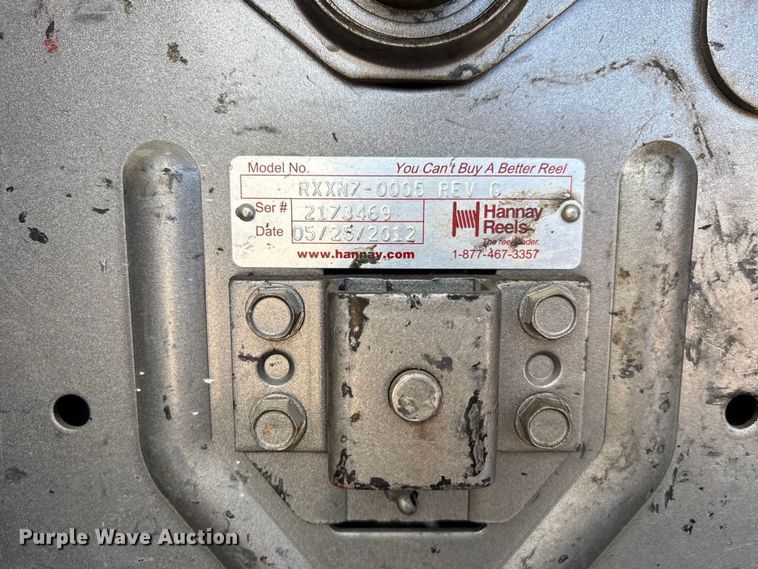 Model No. You Can't Buy A Better Reel
RXXN7-0005 REV C
Ser # 2173469
Hannay Reels
The reel leader.
Date 05/25/2012
www.hannay.com 1-877-467-3357
Purple Wave Auction